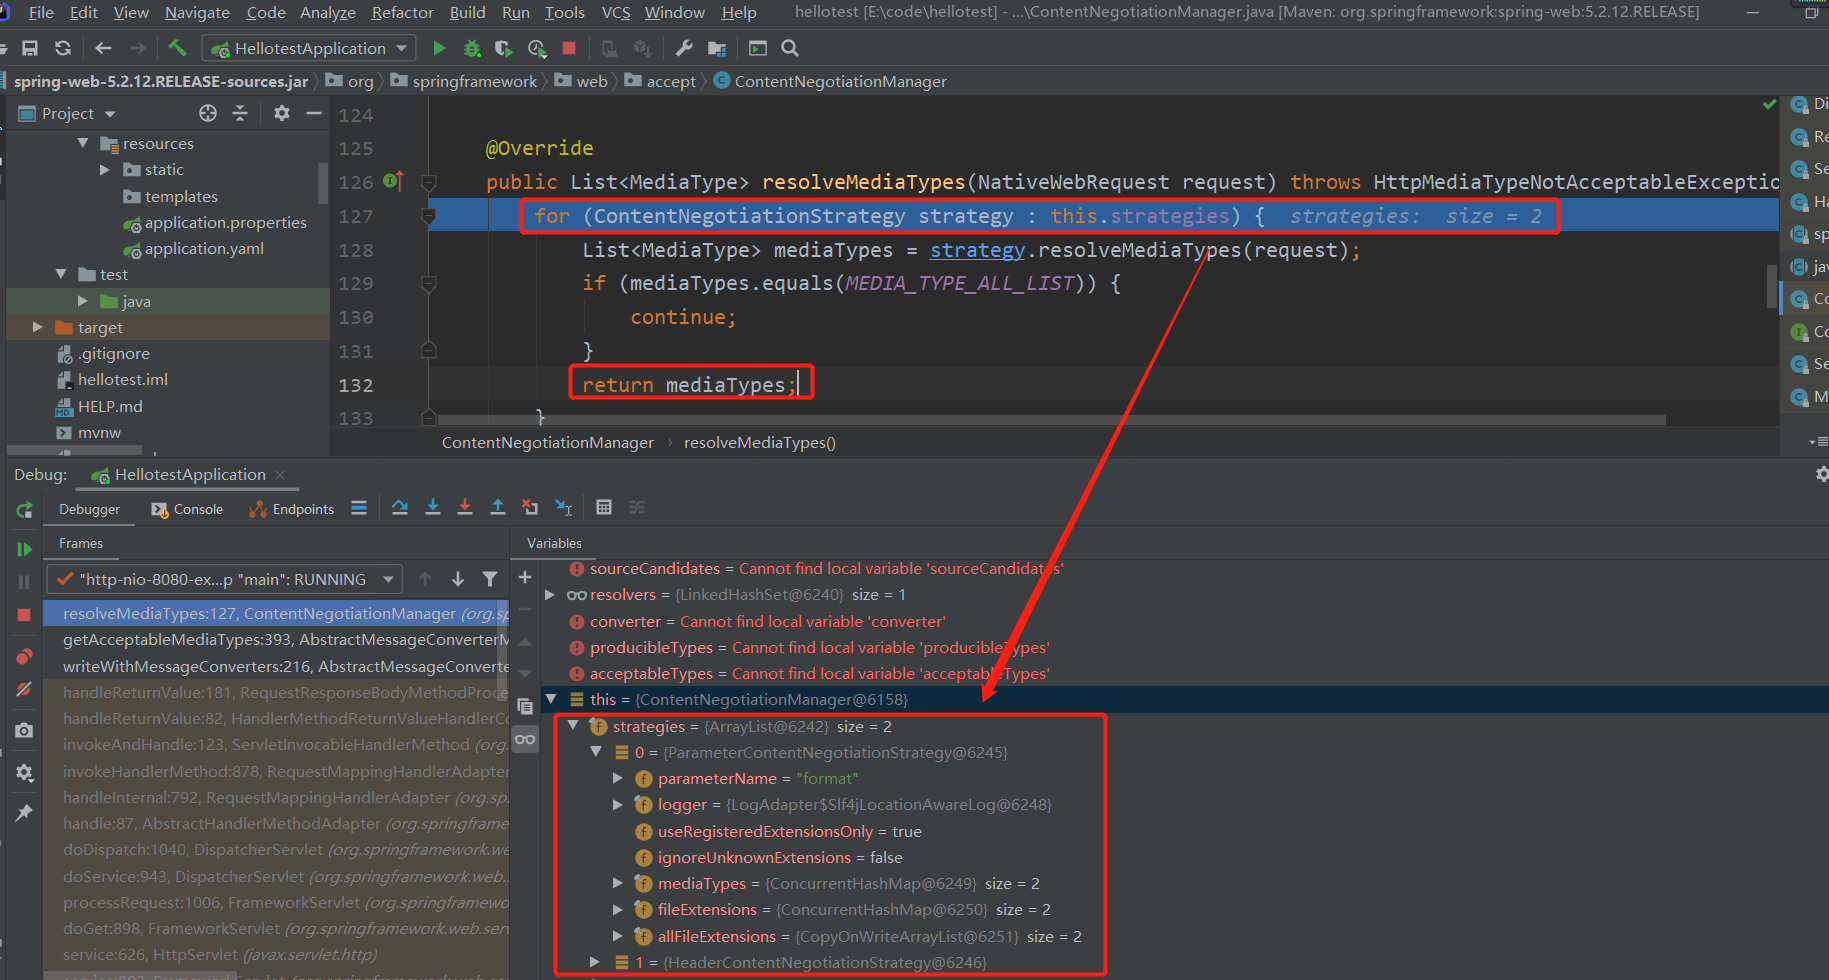 File Edit View Navigate Code Analyze Refactor Build Run Tools VCS Window Help hellotest [E:\code\hellotest] - ...\ContentNegotiationManager.java [Maven: org.springframework:spring-web:5.2.12.RELEASE]
HellotestApplication
spring-web-5.2.12.RELEASE-sources.jar org springframework web accept ContentNegotiationManager
Project
resources
static
templates
application.properties
application.yaml
test
java
target
.gitignore
hellotest.iml
HELP.md
mvnw
124
125 @Override
126 public List<MediaType> resolveMediaTypes(NativeWebRequest request) throws HttpMediaTypeNotAcceptableExceptio
127 for (ContentNegotiationStrategy strategy : this.strategies) { strategies: size = 2
128 List<MediaType> mediaTypes = strategy.resolveMediaTypes(request);
129 if (mediaTypes.equals(MEDIA_TYPE_ALL_LIST)) {
130 continue;
131 }
132 return mediaTypes;
133 }
ContentNegotiationManager › resolveMediaTypes()
Di
Re
Se
Ha
sp
jav
Co
Co
Se
M
Debug: HellotestApplication
Debugger Console Endpoints
Frames
"http-nio-8080-ex...p "main": RUNNING
resolveMediaTypes:127, ContentNegotiationManager (org.sp
getAcceptableMediaTypes:393, AbstractMessageConverterM
writeWithMessageConverters:216, AbstractMessageConverte
handleReturnValue:181, RequestResponseBodyMethodProce
handleReturnValue:82, HandlerMethodReturnValueHandlerCo
invokeAndHandle:123, ServletInvocableHandlerMethod (org.
invokeHandlerMethod:878, RequestMappingHandlerAdapter
handleInternal:792, RequestMappingHandlerAdapter (org.sp
handle:87, AbstractHandlerMethodAdapter (org.springframe
doDispatch:1040, DispatcherServlet (org.springframework.we
doService:943, DispatcherServlet (org.springframework.web.
processRequest:1006, FrameworkServlet (org.springframewo
doGet:898, FrameworkServlet (org.springframework.web.serv
service:626, HttpServlet (javax.servlet.http)
Variables
sourceCandidates = Cannot find local variable 'sourceCandidates'
resolvers = {LinkedHashSet@6240} size = 1
converter = Cannot find local variable 'converter'
producibleTypes = Cannot find local variable 'producibleTypes'
acceptableTypes = Cannot find local variable 'acceptableTypes'
this = {ContentNegotiationManager@6158}
strategies = {ArrayList@6242} size = 2
0 = {ParameterContentNegotiationStrategy@6245}
parameterName = "format"
logger = {LogAdapter$Slf4jLocationAwareLog@6248}
useRegisteredExtensionsOnly = true
ignoreUnknownExtensions = false
mediaTypes = {ConcurrentHashMap@6249} size = 2
fileExtensions = {ConcurrentHashMap@6250} size = 2
allFileExtensions = {CopyOnWriteArrayList@6251} size = 2
1 = {HeaderContentNegotiationStrategy@6246}